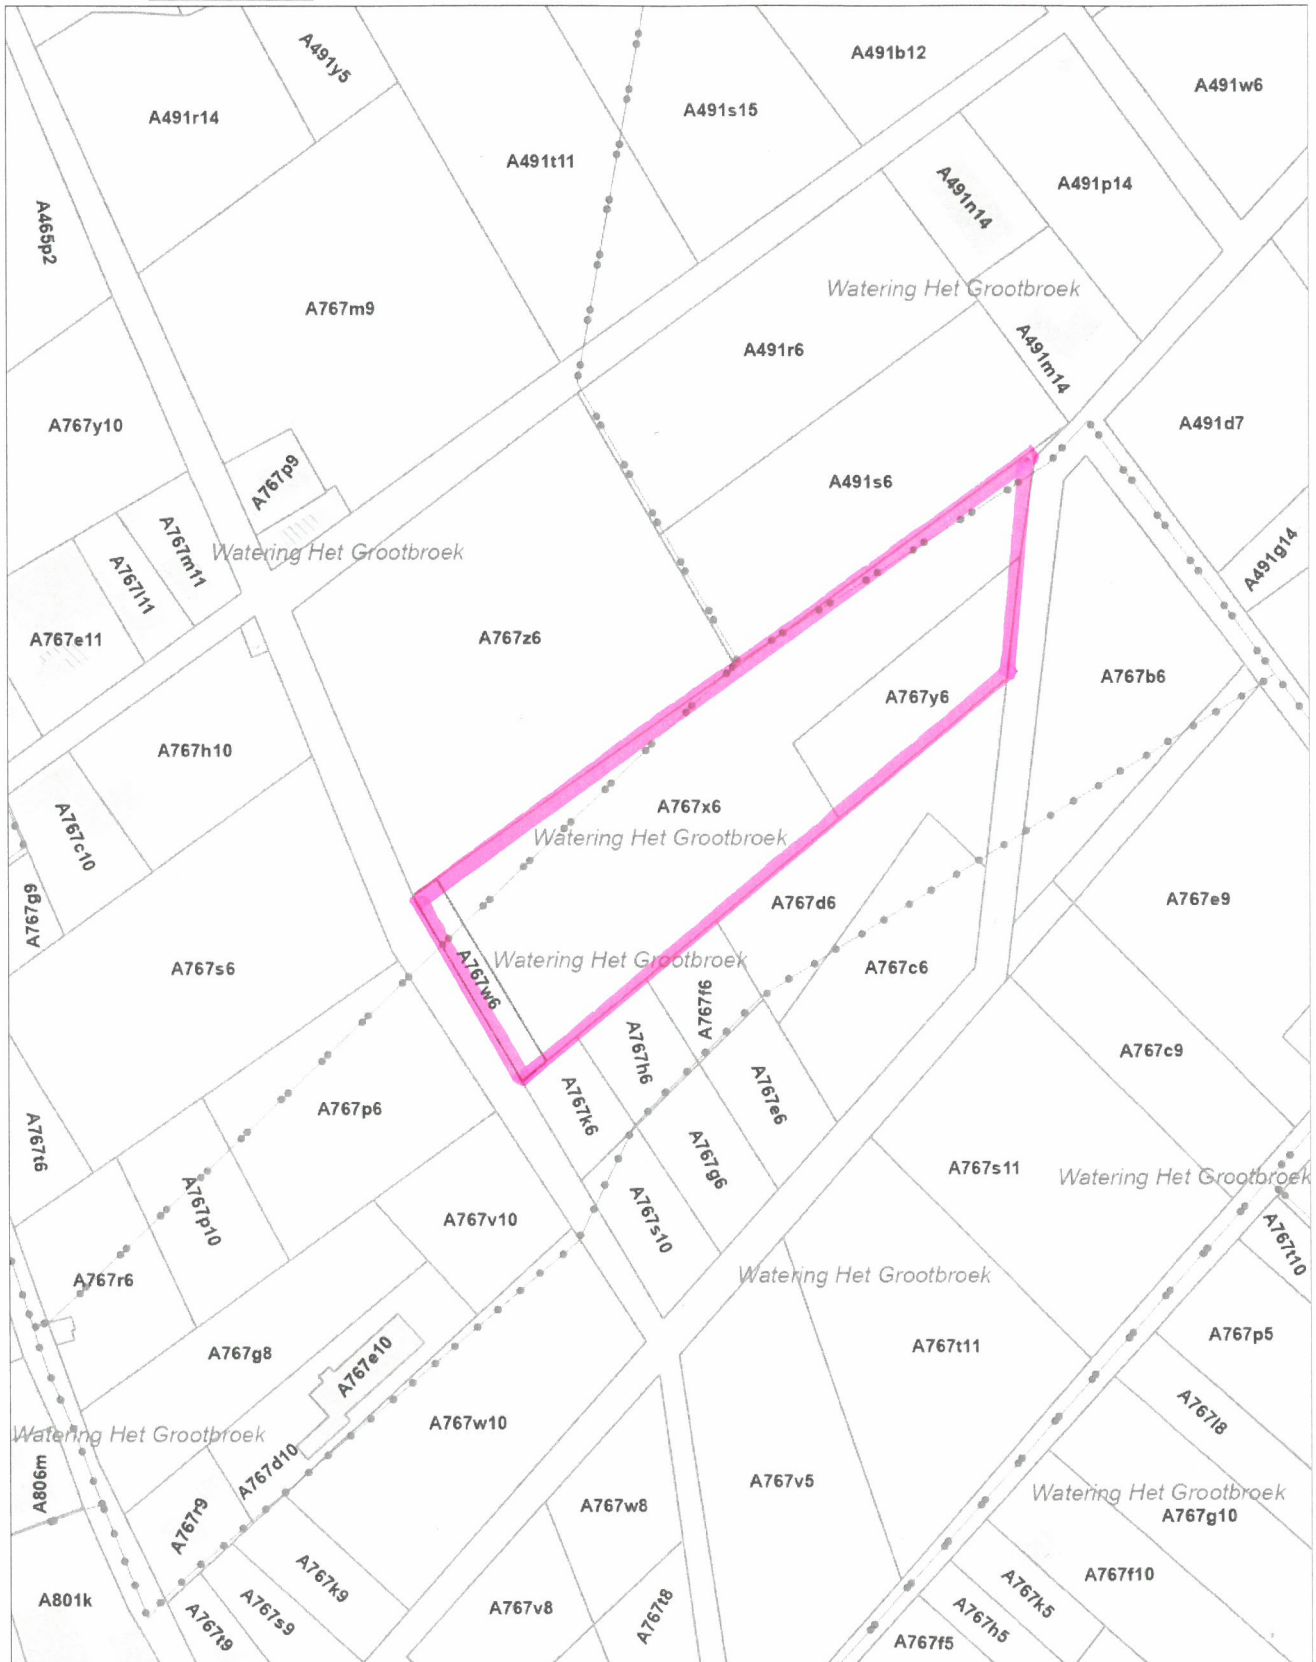 A491b12
A491y5
A491w6
A491r14
A491s15
A491t11
A491p14
A491n14
A465p2
Watering Het Grootbroek
A767m9
A491r6
A491m14
A767y10
A491d7
A767p9
A491s6
A767m11
Watering Het Grootbroek
A491g14
A767l11
A767e11
A767z6
A767b6
A767y6
A767h10
A767x6
A767c10
Watering Het Grootbroek
A767g9
A767d6
A767e9
Watering Het Grootbroek
A767s6
A767w6
A767c6
A767f6
A767h6
A767c9
A767k6
A767e6
A767p6
A767t6
A767g6
A767s11
Watering Het Grootbroek
A767p10
A767v10
A767s10
A767t10
Watering Het Grootbroek
A767r6
A767p5
A767g8
A767e10
A767t11
A767l8
Watering Het Grootbroek
A767w10
A767d10
A806m
A767v5
Watering Het Grootbroek
A767w8
A767g10
A767r9
A767k9
A767f10
A767k5
A801k
A767s9
A767v8
A767t8
A767h5
A767t9
A767f5